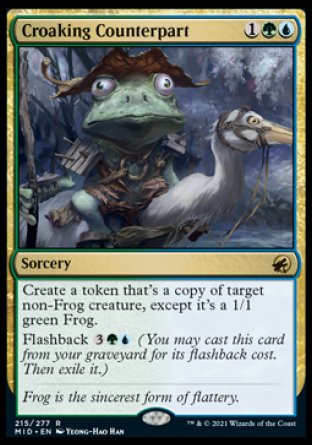 Croaking Counterpart 1
Sorcery
Create a token that's a copy of target
non-Frog creature, except it's a 1/1
green Frog.
Flashback 3 (You may cast this card
from your graveyard for its flashback cost.
Then exile it.)
Frog is the sincerest form of flattery.
215/277 R
MID • EN Yeong-Hao Han
™ & © 2021 Wizards of the Coast